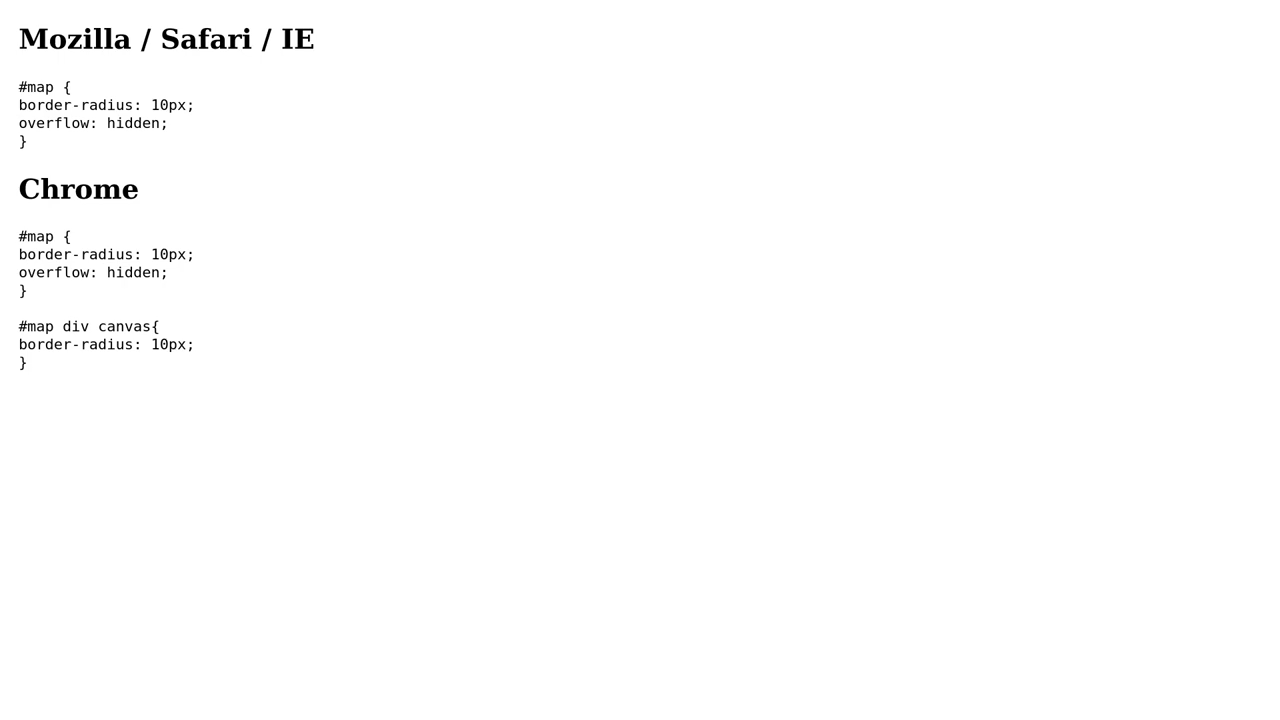 Mozilla / Safari / IE
#map {
border-radius: 10px;
overflow: hidden;
}
Chrome
#map {
border-radius: 10px;
overflow: hidden;
}
#map div canvas{
border-radius: 10px;
}